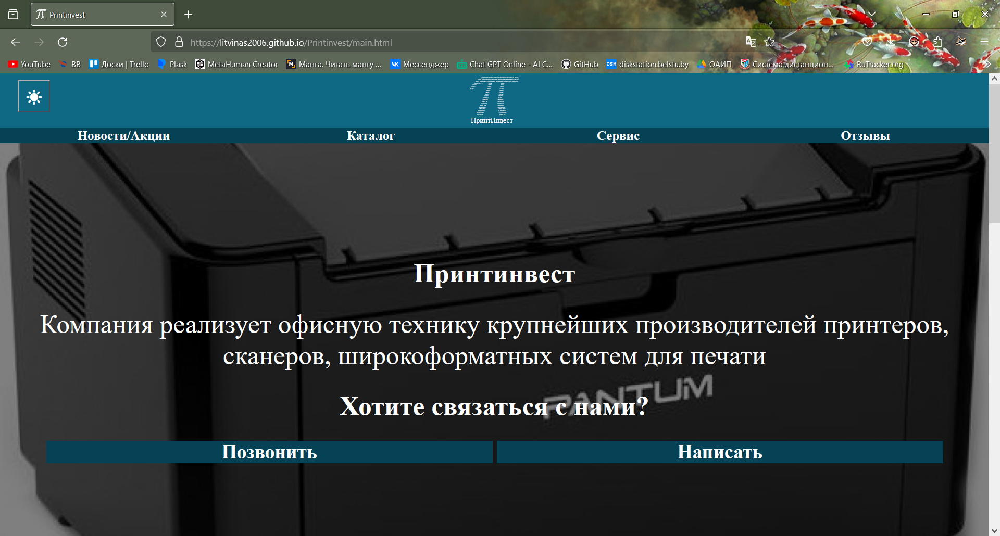 Printinvest
https://litvinas2006.github.io/Printinvest/main.html
YouTube
BB
Доски | Trello
Plask
MetaHuman Creator
Манга. Читать мангу ...
Мессенджер
Chat GPT Online - AI C...
GitHub
diskstation.belstu.by
ОАИП
Система дистанцион...
RuTracker.org
ПринтИнвест
Новости/Акции
Каталог
Сервис
Отзывы
Принтинвест
Компания реализует офисную технику крупнейших производителей принтеров,
сканеров, широкоформатных систем для печати
PANTUM
Хотите связаться с нами?
Позвонить
Написать